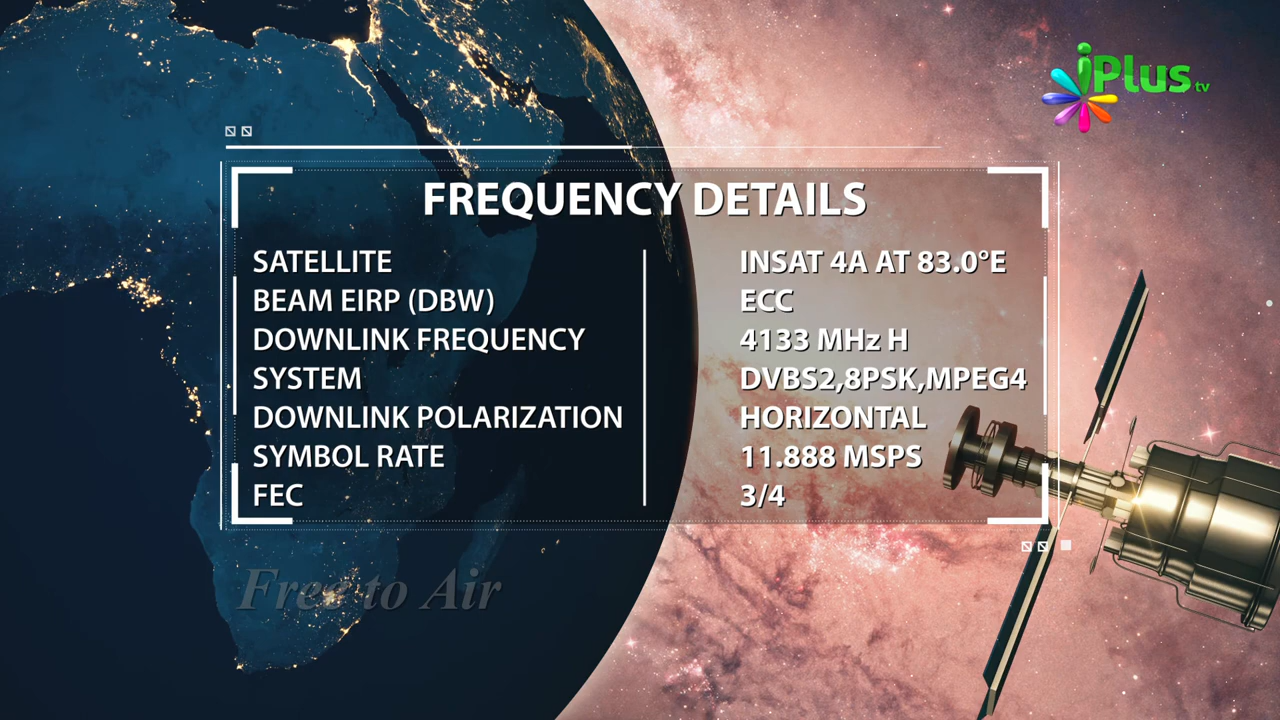 iPlus tv
FREQUENCY DETAILS
SATELLITE INSAT 4A AT 83.0°E
BEAM EIRP (DBW) ECC
DOWNLINK FREQUENCY 4133 MHz H
SYSTEM DVBS2,8PSK,MPEG4
DOWNLINK POLARIZATION HORIZONTAL
SYMBOL RATE 11.888 MSPS
FEC 3/4
Free to Air